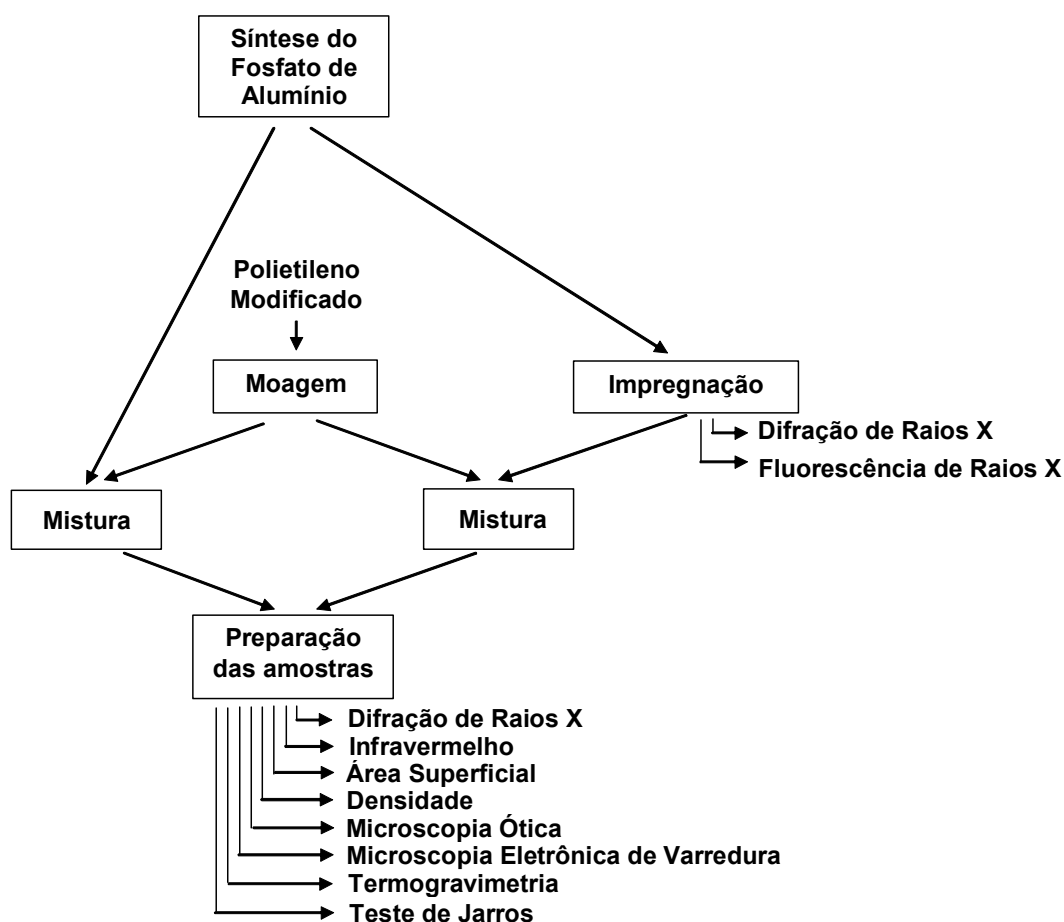 Síntese do
Fosfato de
Alumínio
Polietileno
Modificado
Moagem
Impregnação
Difração de Raios X
Fluorescência de Raios X
Mistura
Mistura
Preparação
das amostras
Difração de Raios X
Infravermelho
Área Superficial
Densidade
Microscopia Ótica
Microscopia Eletrônica de Varredura
Termogravimetria
Teste de Jarros